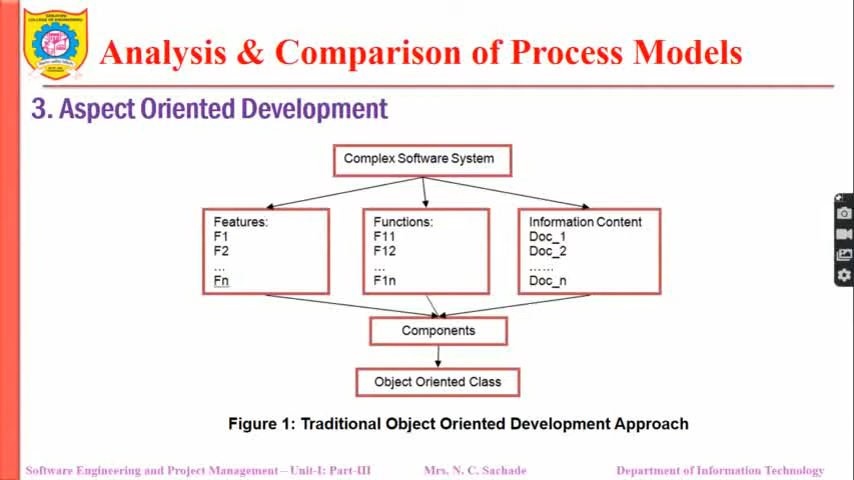 Analysis & Comparison of Process Models
3. Aspect Oriented Development
Complex Software System
Features:
F1
F2
...
Fn
Functions:
F11
F12
...
F1n
Information Content
Doc_1
Doc_2
......
Doc_n
Components
Object Oriented Class
Figure 1: Traditional Object Oriented Development Approach
Software Engineering and Project Management – Unit-I: Part-III
Mrs. N. C. Sachade
Department of Information Technology